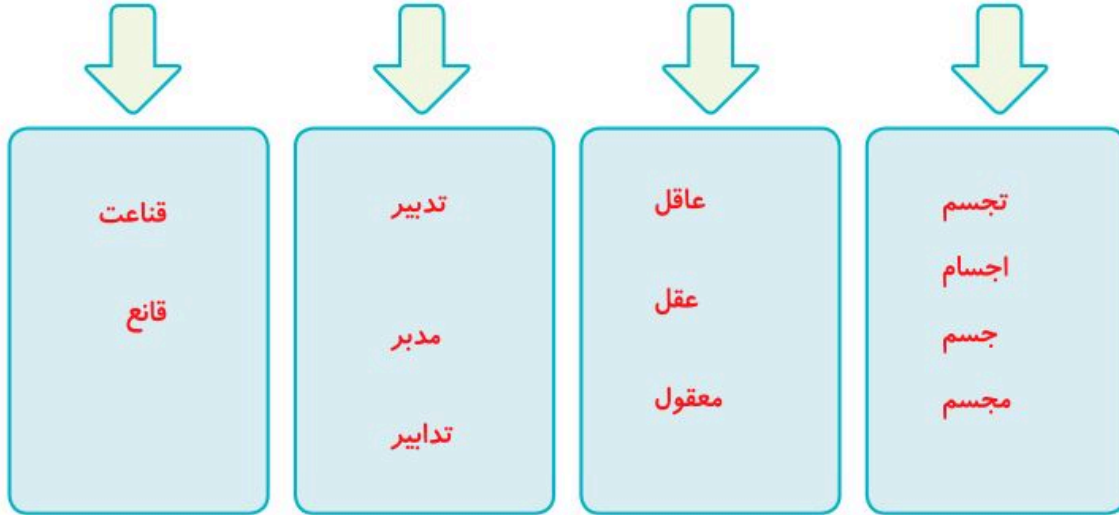 تجسم
اجسام
جسم
مجسم
عاقل
عقل
معقول
تدبیر
مدبر
تدابیر
قناعت
قانع